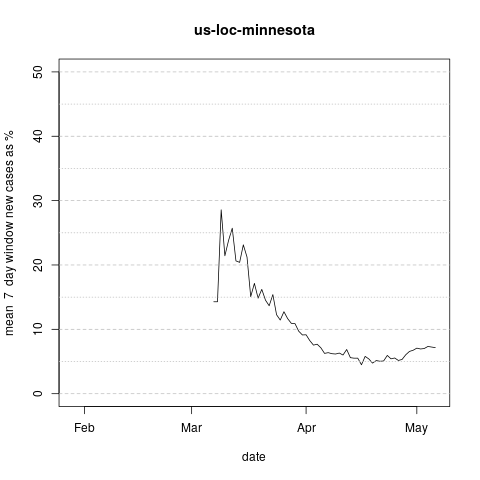 us-loc-minnesota
mean  7  day window new cases as %
50
40
30
20
10
0
Feb
Mar
Apr
May
date